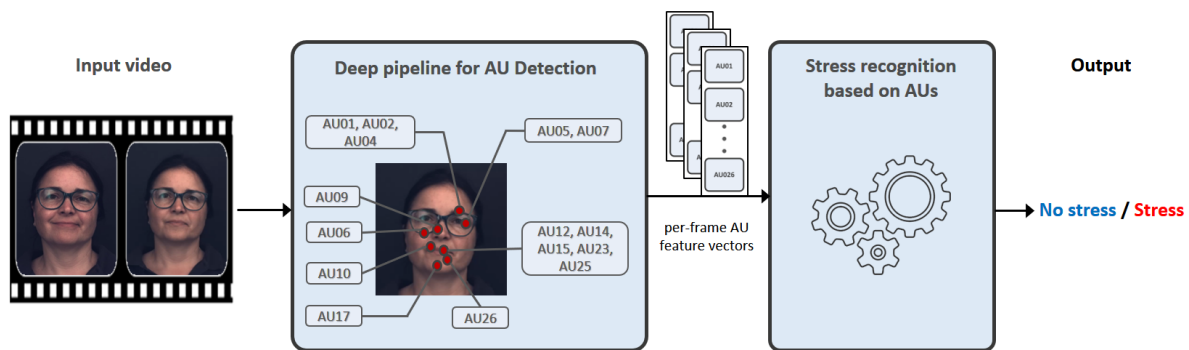 Input video
Deep pipeline for AU Detection
AU01, AU02,
AU04
AU05, AU07
AU09
AU06
AU10
AU17
AU12, AU14,
AU15, AU23,
AU25
AU26
AU01
AU02
AU026
per-frame AU
feature vectors
Stress recognition
based on AUs
Output
No stress / Stress